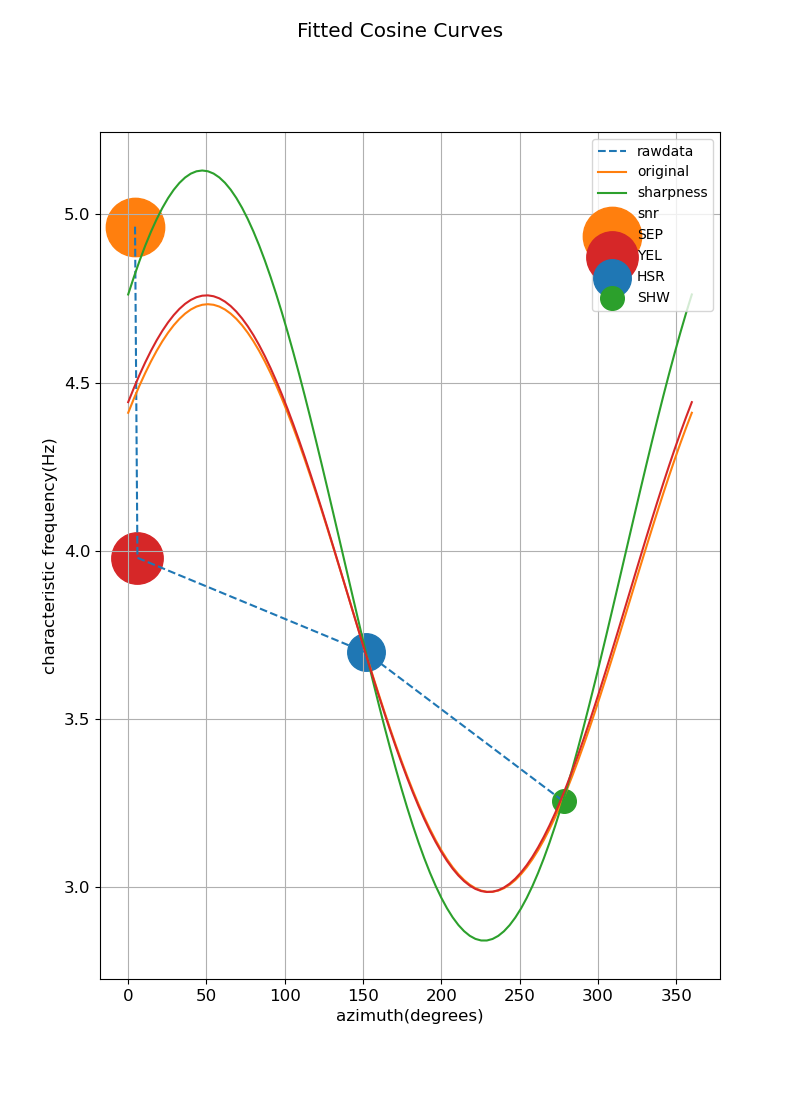 Fitted Cosine Curves
rawdata
original
sharpness
snr
SEP
YEL
HSR
SHW
5.0
4.5
4.0
3.5
3.0
characteristic frequency(Hz)
0 50 100 150 200 250 300 350
azimuth(degrees)